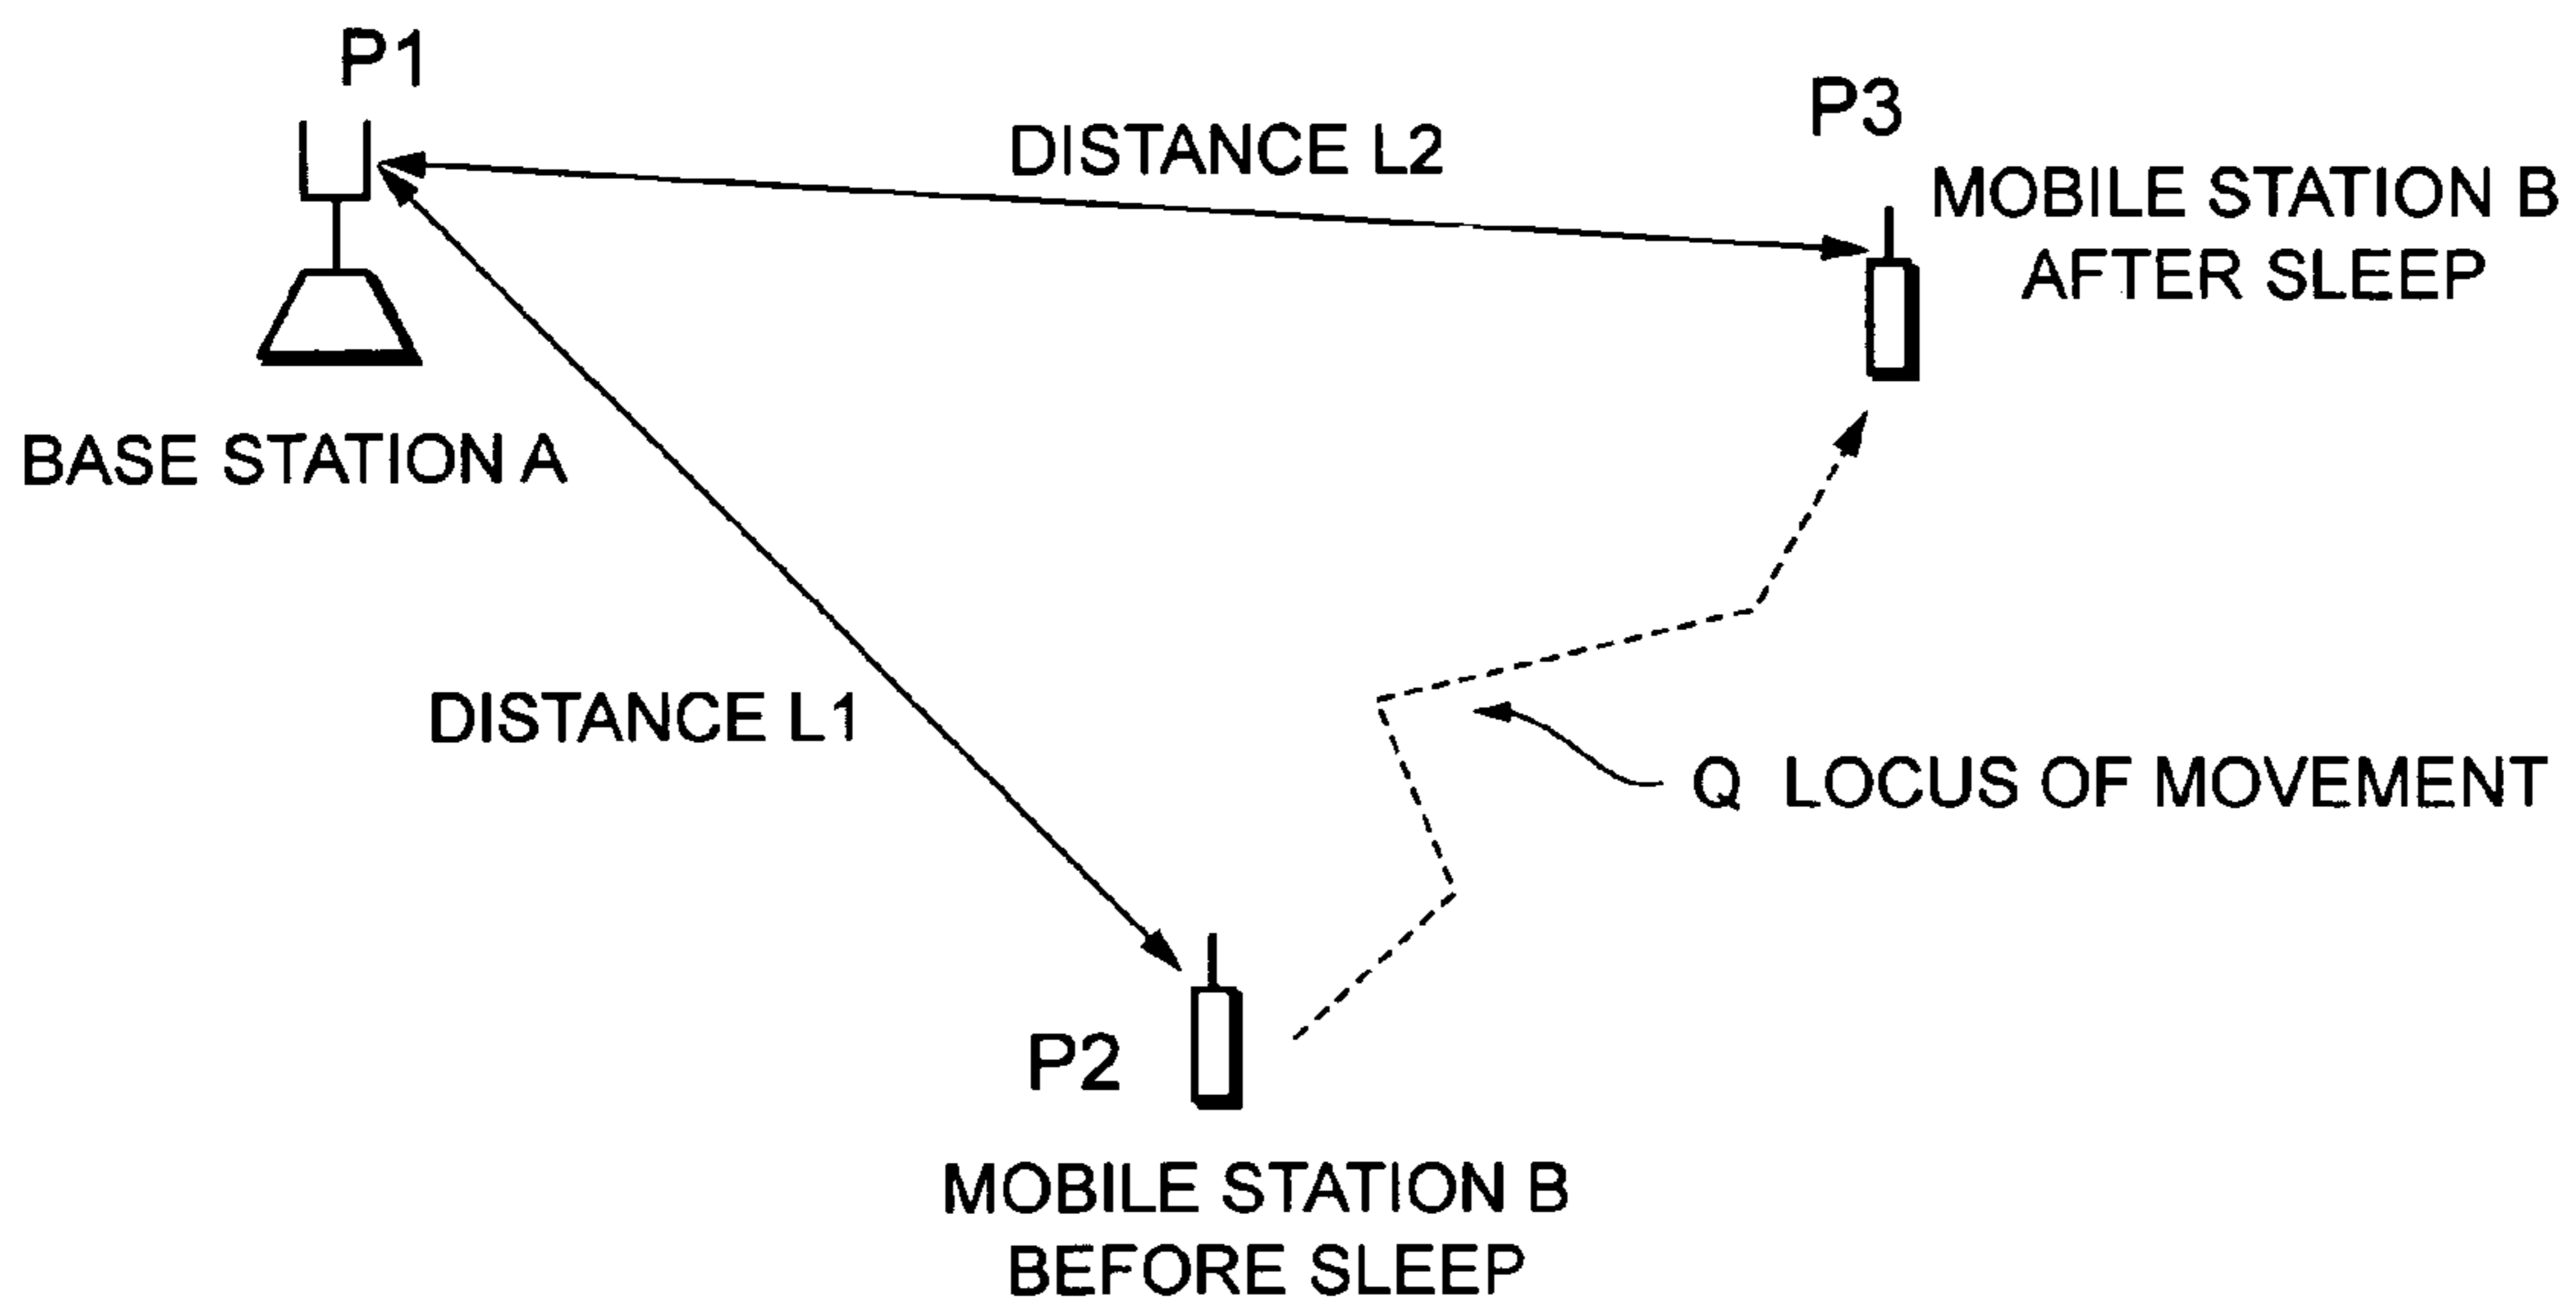 P1
P3
DISTANCE L2
MOBILE STATION B
AFTER SLEEP
BASE STATION A
DISTANCE L1
Q LOCUS OF MOVEMENT
P2
MOBILE STATION B
BEFORE SLEEP